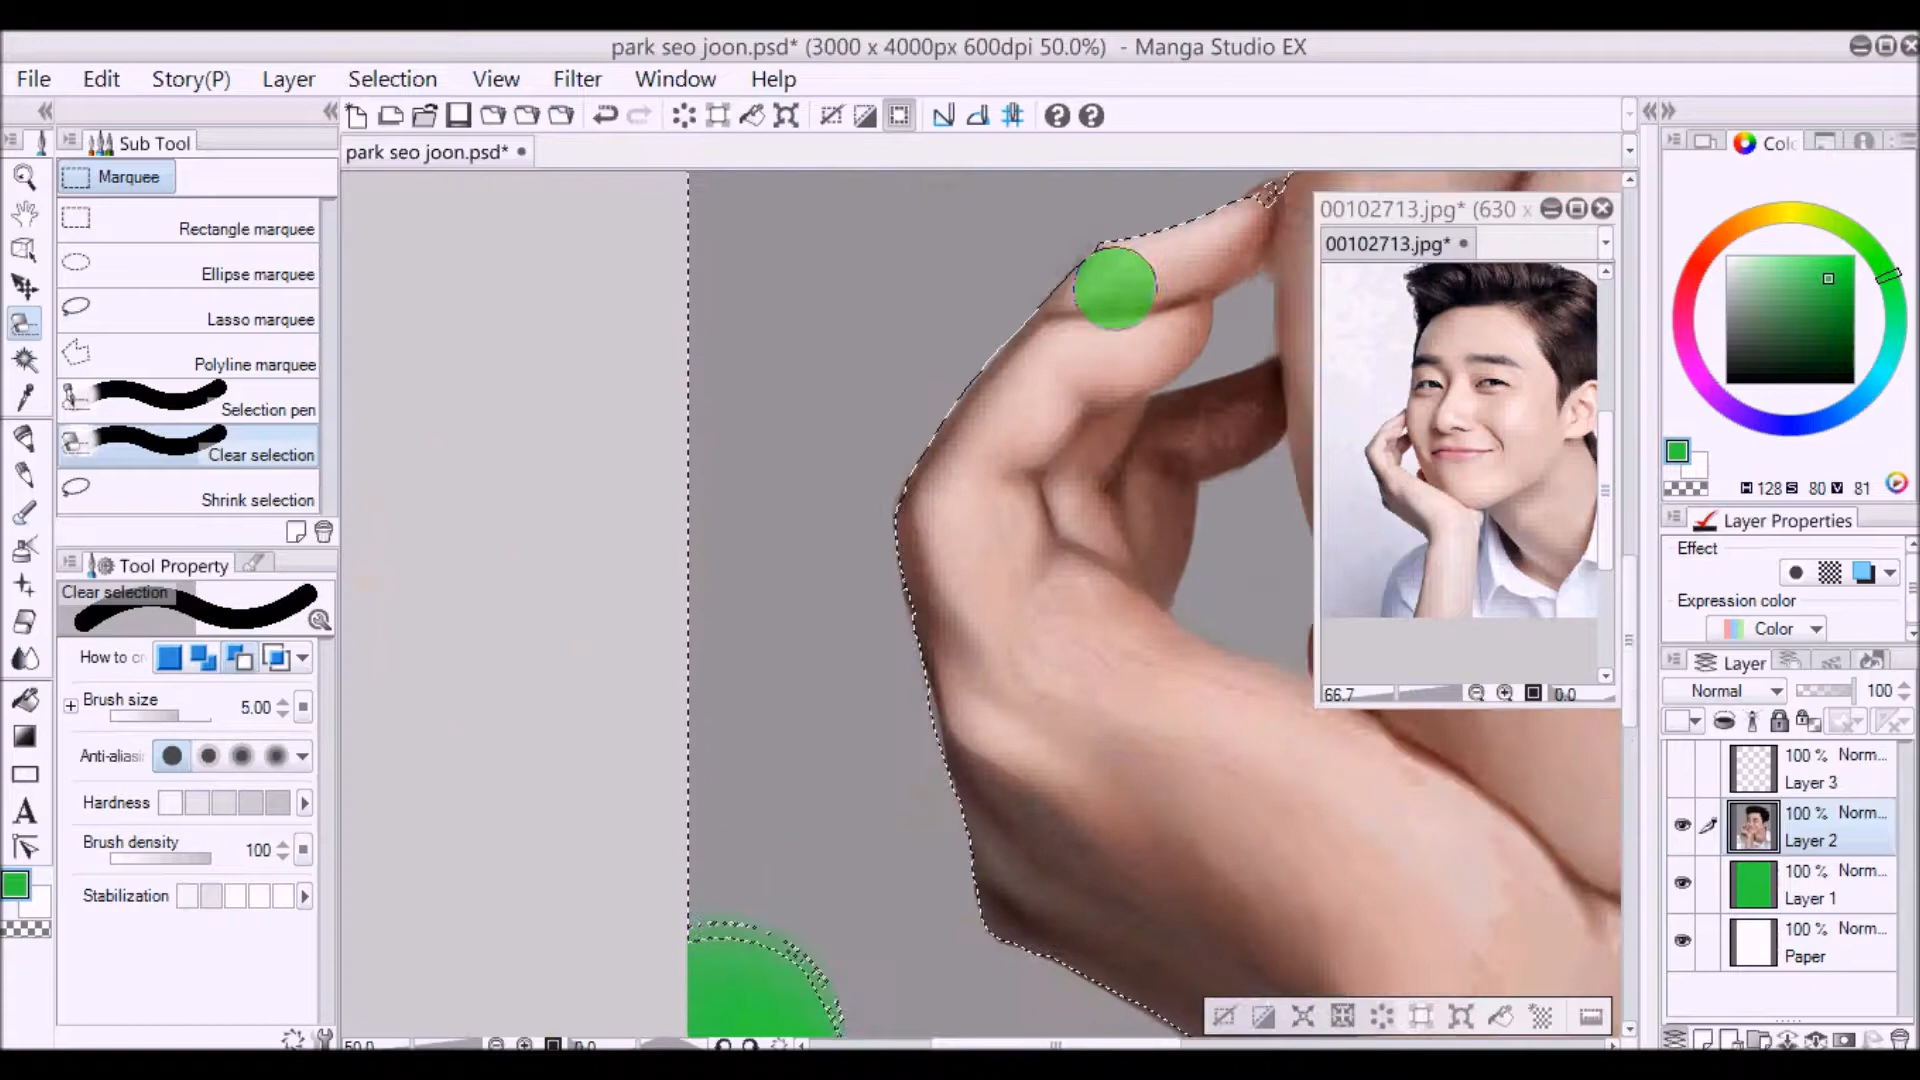 park seo joon.psd* (3000 x 4000px 600dpi 50.0%) - Manga Studio EX
File Edit Story(P) Layer Selection View Filter Window Help
Sub Tool
park seo joon.psd*
Marquee
Rectangle marquee
Ellipse marquee
Lasso marquee
Polyline marquee
Selection pen
Clear selection
Shrink selection
Tool Property
Clear selection
How to cr
Brush size 5.00
Anti-aliasi
Hardness
Brush density 100
Stabilization
A
50.0 0.0
00102713.jpg* (630 x
00102713.jpg*
66.7 0.0
Colo
H 128 S 80 V 81
Layer Properties
Effect
Expression color
Color
Layer
Normal 100
100 % Norm...
Layer 3
100 % Norm...
Layer 2
100 % Norm...
Layer 1
100 % Norm...
Paper